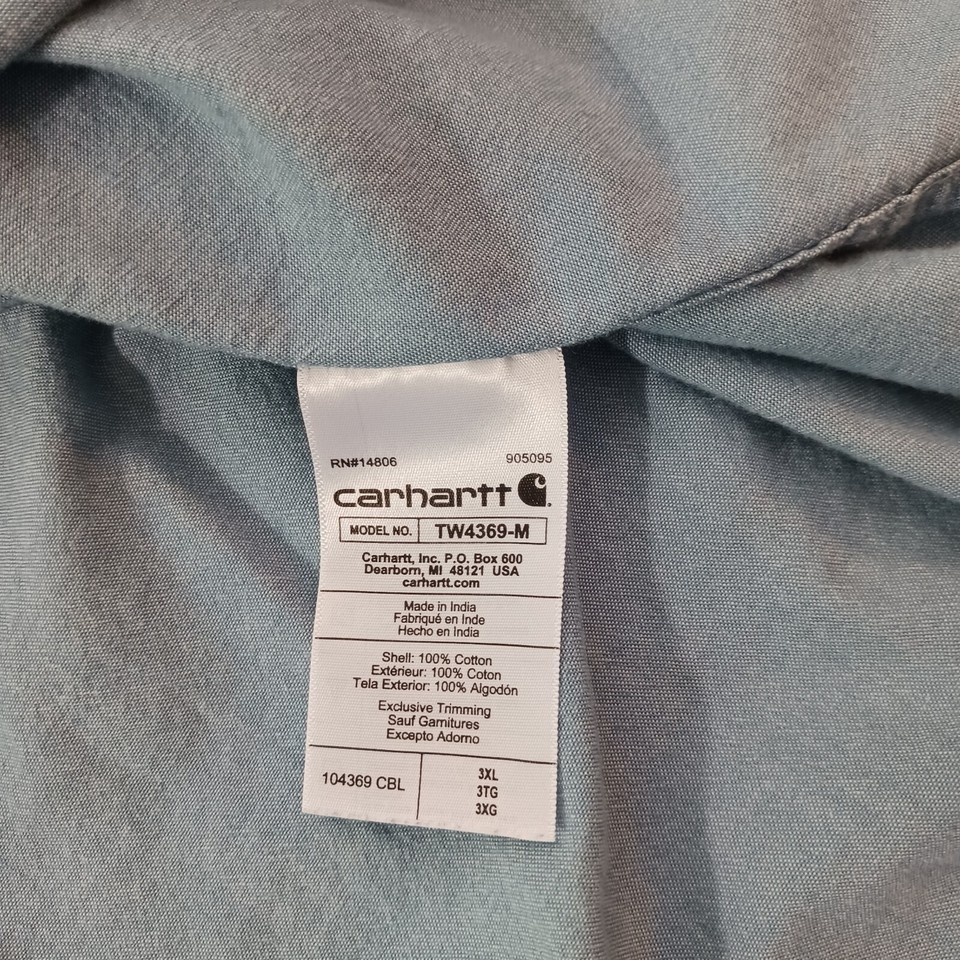 RN#14806 905095
carhartt
MODEL NO. TW4369-M
Carhartt, Inc. P.O. Box 600
Dearborn, MI 48121 USA
carhartt.com
Made in India
Fabriqué en Inde
Hecho en India
Shell: 100% Cotton
Extérieur: 100% Coton
Tela Exterior: 100% Algodón
Exclusive Trimming
Sauf Garnitures
Excepto Adorno
104369 CBL
3XL
3TG
3XG